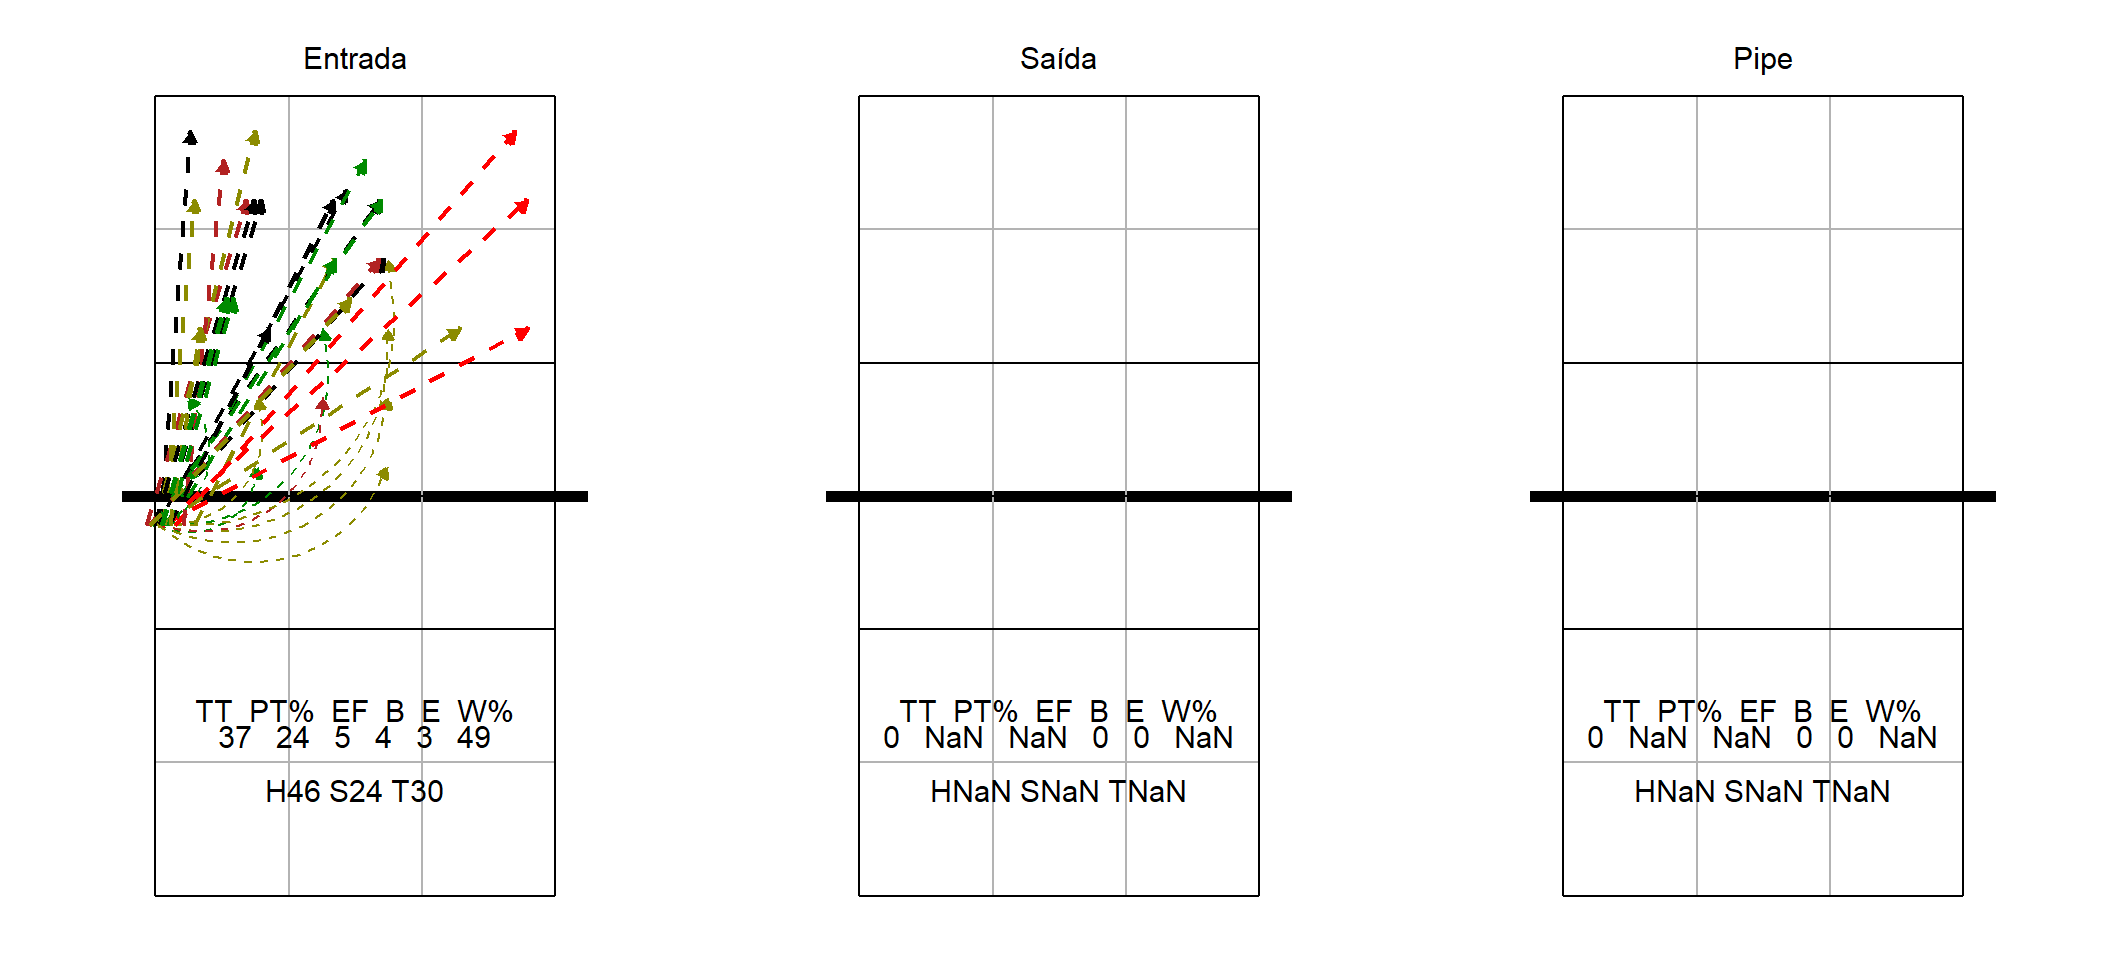 Entrada
TT PT% EF B E W%
37 24 5 4 3 49
H46 S24 T30
Saída
TT PT% EF B E W%
0 NaN NaN 0 0 NaN
HNaN SNaN TNaN
Pipe
TT PT% EF B E W%
0 NaN NaN 0 0 NaN
HNaN SNaN TNaN